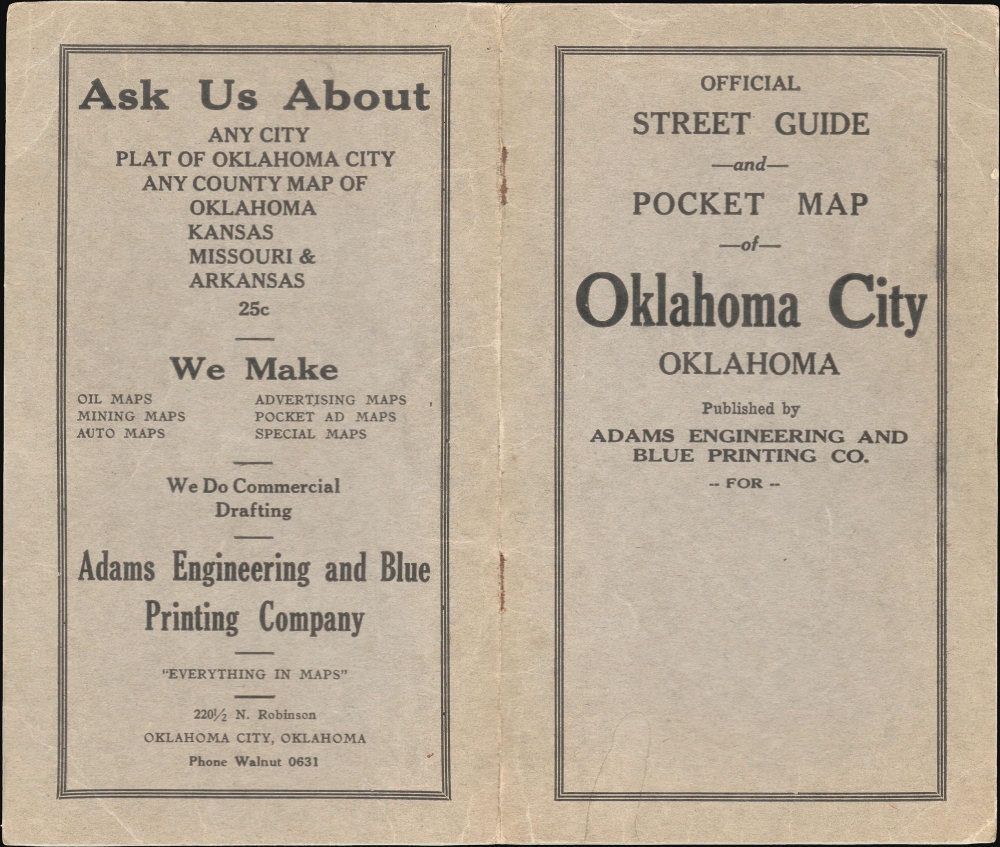 Ask Us About
ANY CITY
PLAT OF OKLAHOMA CITY
ANY COUNTY MAP OF
OKLAHOMA
KANSAS
MISSOURI &
ARKANSAS
25c
We Make
OIL MAPS
MINING MAPS
AUTO MAPS
ADVERTISING MAPS
POCKET AD MAPS
SPECIAL MAPS
We Do Commercial
Drafting
Adams Engineering and Blue
Printing Company
"EVERYTHING IN MAPS"
220½ N. Robinson
OKLAHOMA CITY, OKLAHOMA
Phone Walnut 0631
OFFICIAL
STREET GUIDE
—and—
POCKET MAP
—of—
Oklahoma City
OKLAHOMA
Published by
ADAMS ENGINEERING AND
BLUE PRINTING CO.
-- FOR --